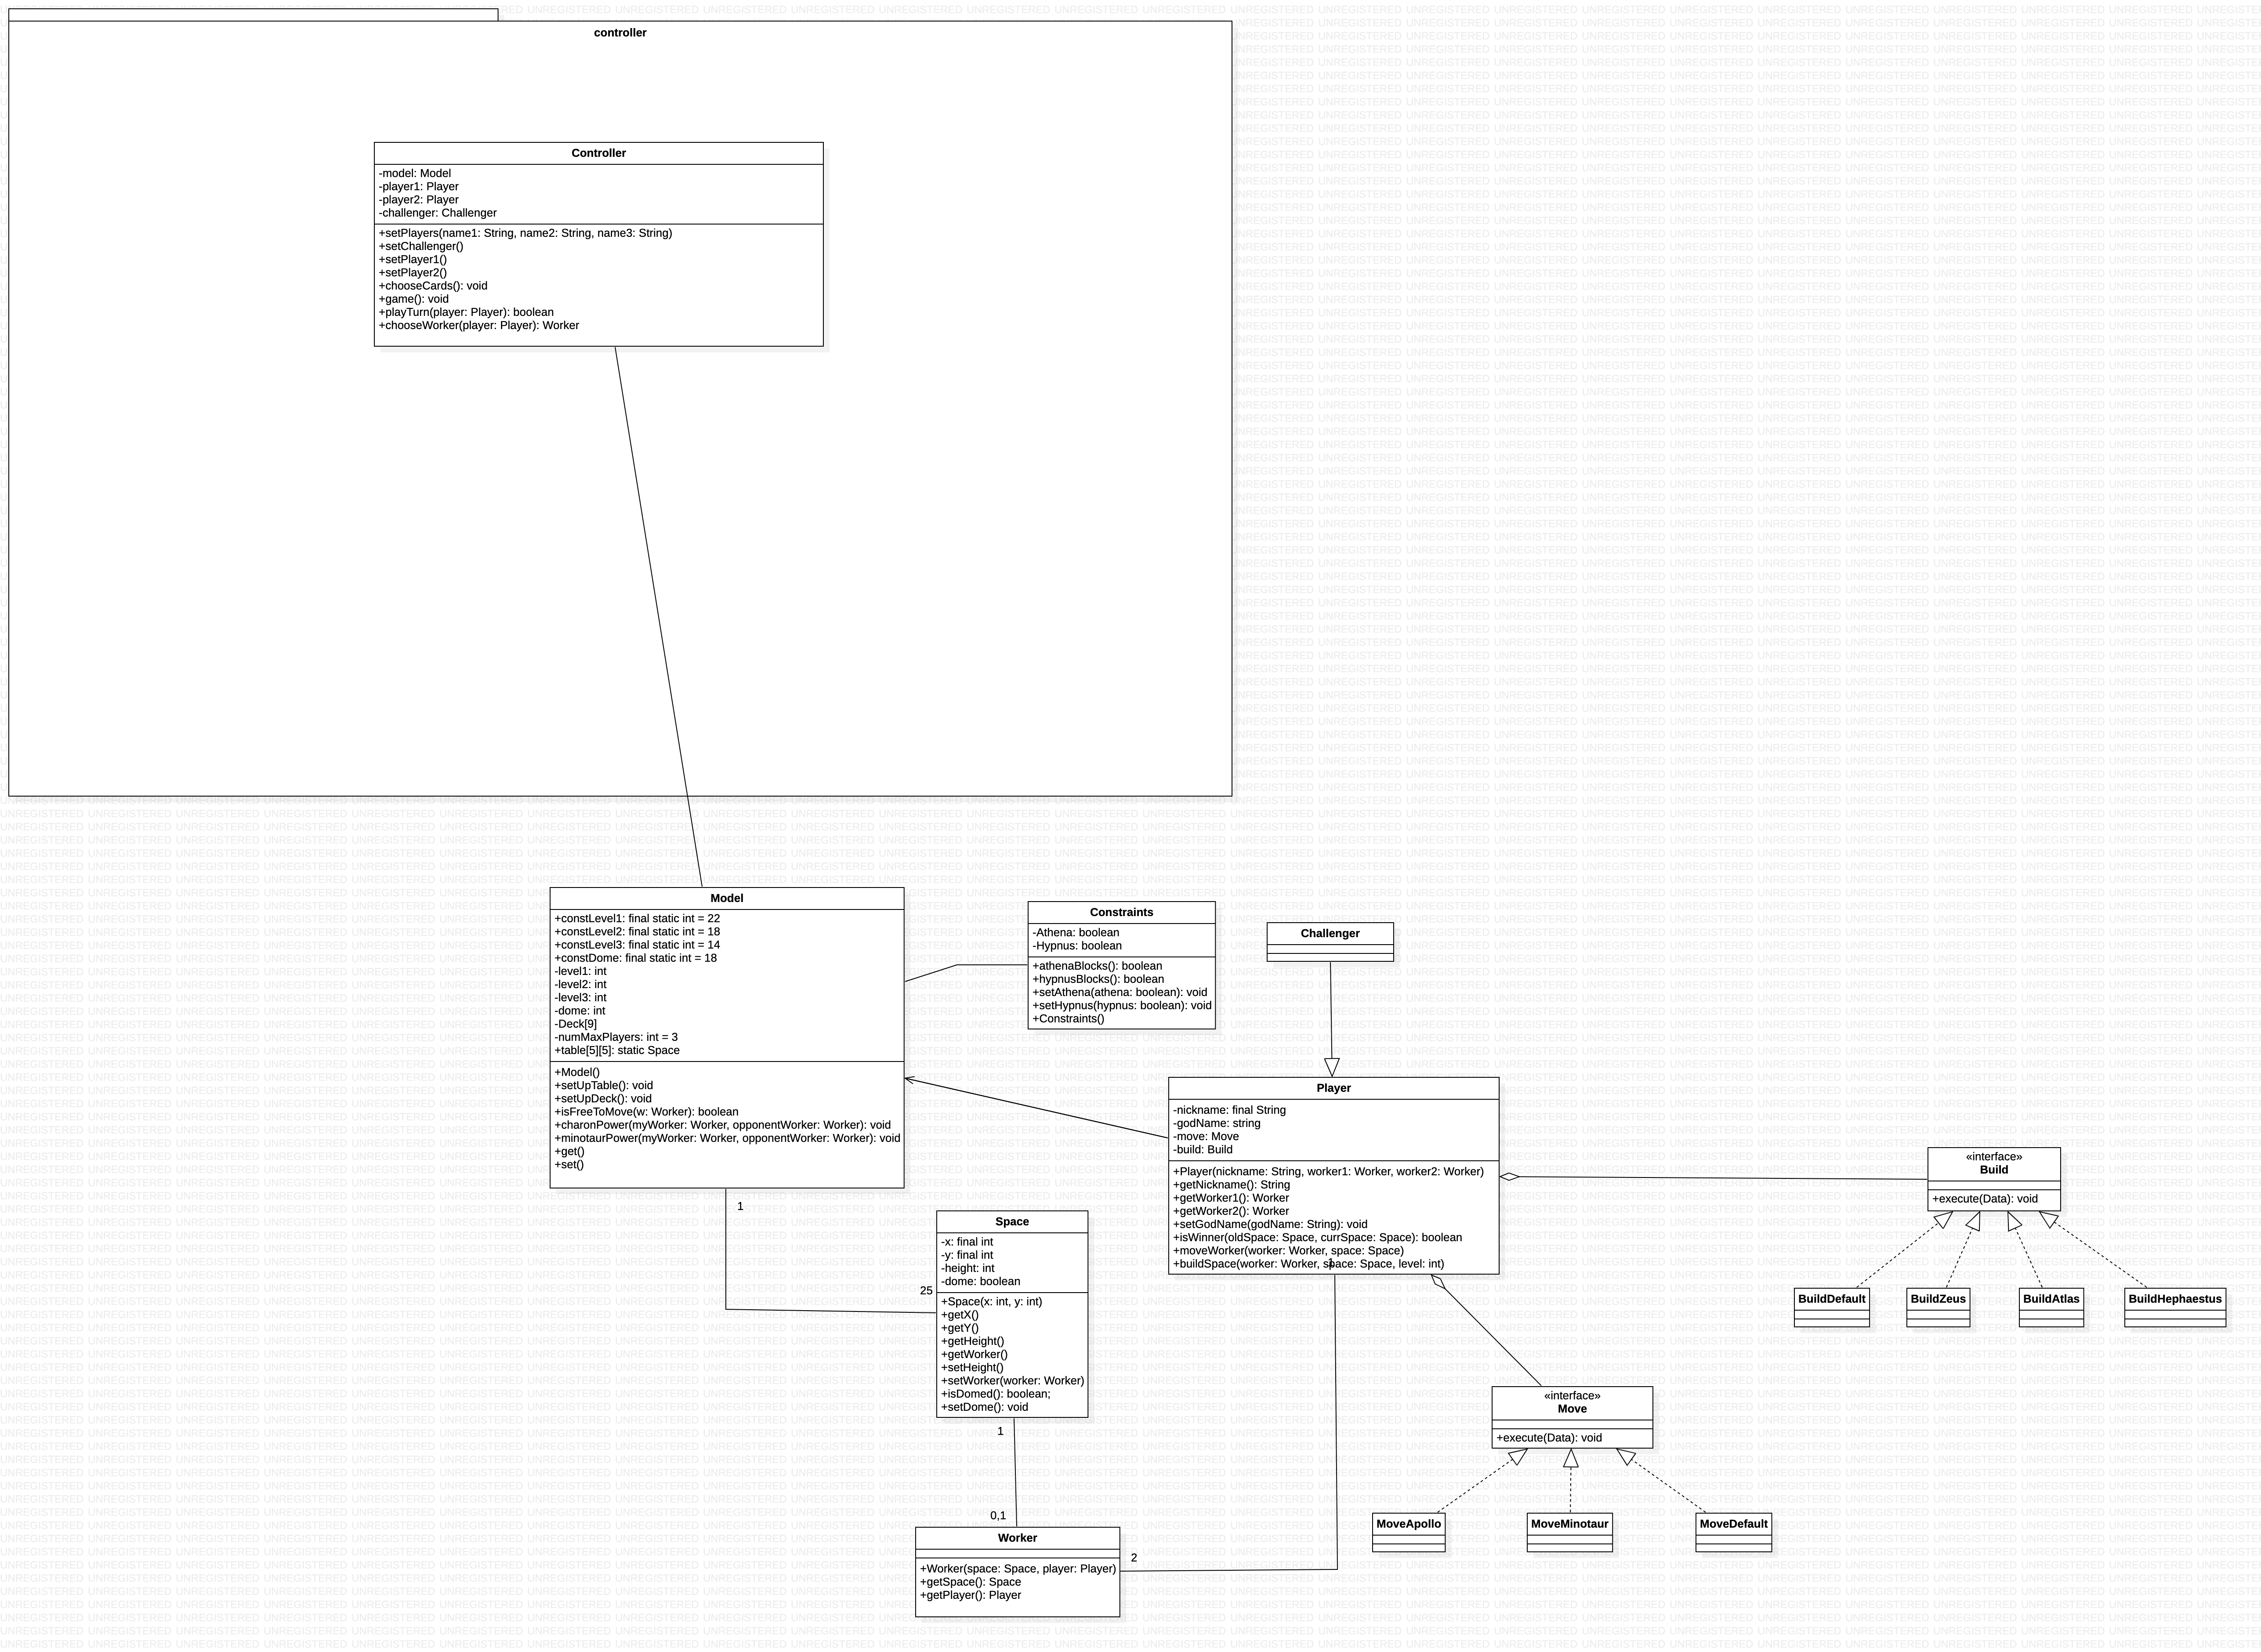 controller
Controller
-model: Model
-player1: Player
-player2: Player
-challenger: Challenger
+setPlayers(name1: String, name2: String, name3: String)
+setChallenger()
+setPlayer1()
+setPlayer2()
+chooseCards(): void
+game(): void
+playTurn(player: Player): boolean
+chooseWorker(player: Player): Worker
Model
+constLevel1: final static int = 22
+constLevel2: final static int = 18
+constLevel3: final static int = 14
+constDome: final static int = 18
-level1: int
-level2: int
-level3: int
-dome: int
-Deck[9]
-numMaxPlayers: int = 3
+table[5][5]: static Space
+Model()
+setUpTable(): void
+setUpDeck(): void
+isFreeToMove(w: Worker): boolean
+charonPower(myWorker: Worker, opponentWorker: Worker): void
+minotaurPower(myWorker: Worker, opponentWorker: Worker): void
+get()
+set()
Constraints
-Athena: boolean
-Hypnus: boolean
+athenaBlocks(): boolean
+hypnusBlocks(): boolean
+setAthena(athena: boolean): void
+setHypnus(hypnus: boolean): void
+Constraints()
Challenger
Player
-nickname: final String
-godName: string
-move: Move
-build: Build
+Player(nickname: String, worker1: Worker, worker2: Worker)
+getNickname(): String
+getWorker1(): Worker
+getWorker2(): Worker
+setGodName(godName: String): void
+isWinner(oldSpace: Space, currSpace: Space): boolean
+moveWorker(worker: Worker, space: Space)
+buildSpace(worker: Worker, space: Space, level: int)
1
«interface»
Build
+execute(Data): void
BuildDefault
BuildZeus
BuildAtlas
BuildHephaestus
1
25
Space
-x: final int
-y: final int
-height: int
-dome: boolean
+Space(x: int, y: int)
+getX()
+getY()
+getHeight()
+getWorker()
+setHeight()
+setWorker(worker: Worker)
+isDomed(): boolean;
+setDome(): void
1
0,1
«interface»
Move
+execute(Data): void
MoveApollo
MoveMinotaur
MoveDefault
Worker
+Worker(space: Space, player: Player)
+getSpace(): Space
+getPlayer(): Player
2